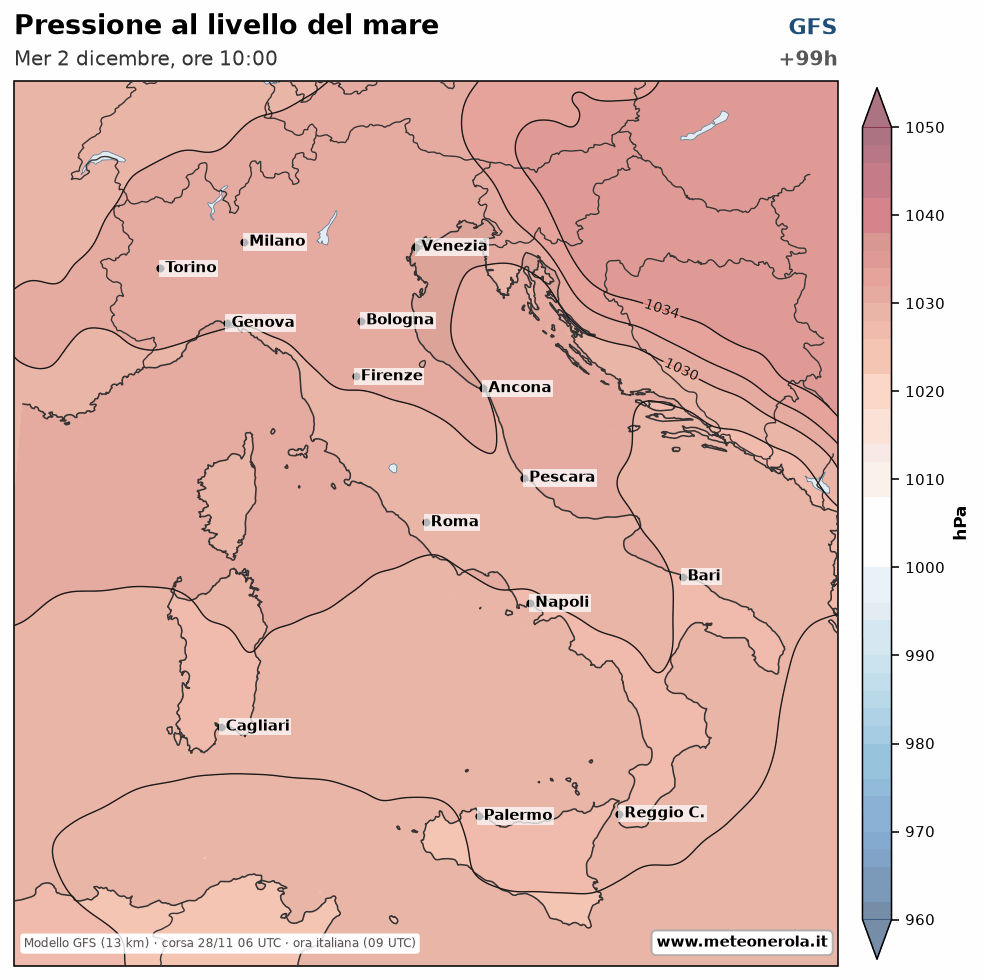 Pressione al livello del mare
GFS
Mer 2 dicembre, ore 10:00
+99h
1050
1040
1030
1020
1010
1000
990
980
970
960
hPa
Milano
Venezia
Torino
1034
Genova
Bologna
1030
Firenze
Ancona
Pescara
Roma
Bari
Napoli
Cagliari
Palermo
Reggio C.
Modello GFS (13 km) · corsa 28/11 06 UTC · ora italiana (09 UTC)
www.meteonerola.it